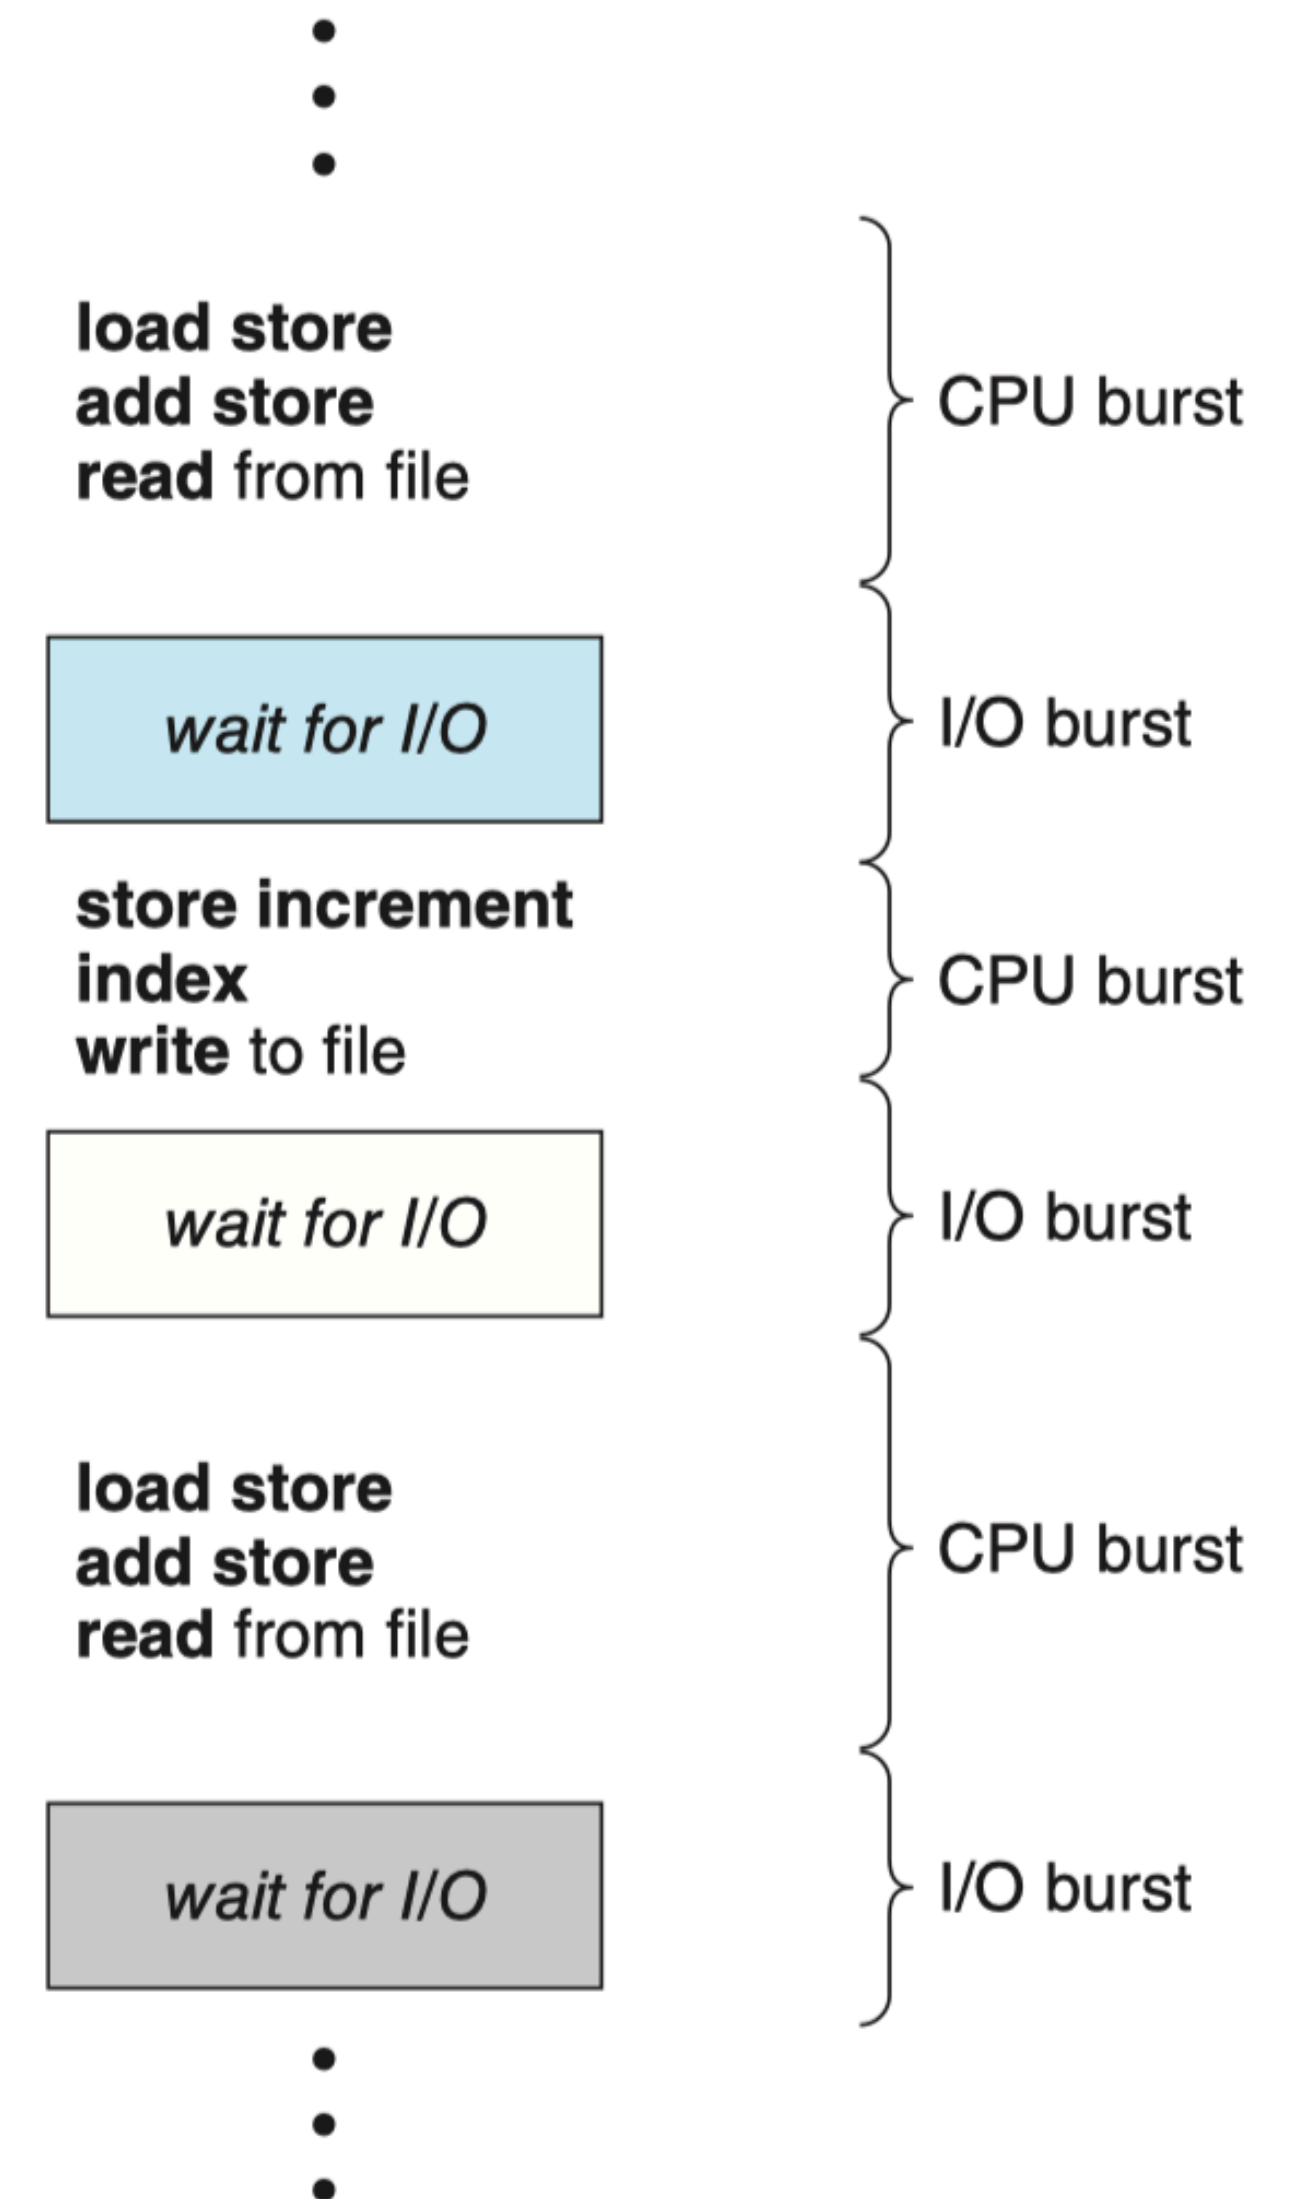 load store
add store
read from file
CPU burst
wait for I/O
I/O burst
store increment
index
write to file
CPU burst
wait for I/O
I/O burst
load store
add store
read from file
CPU burst
wait for I/O
I/O burst